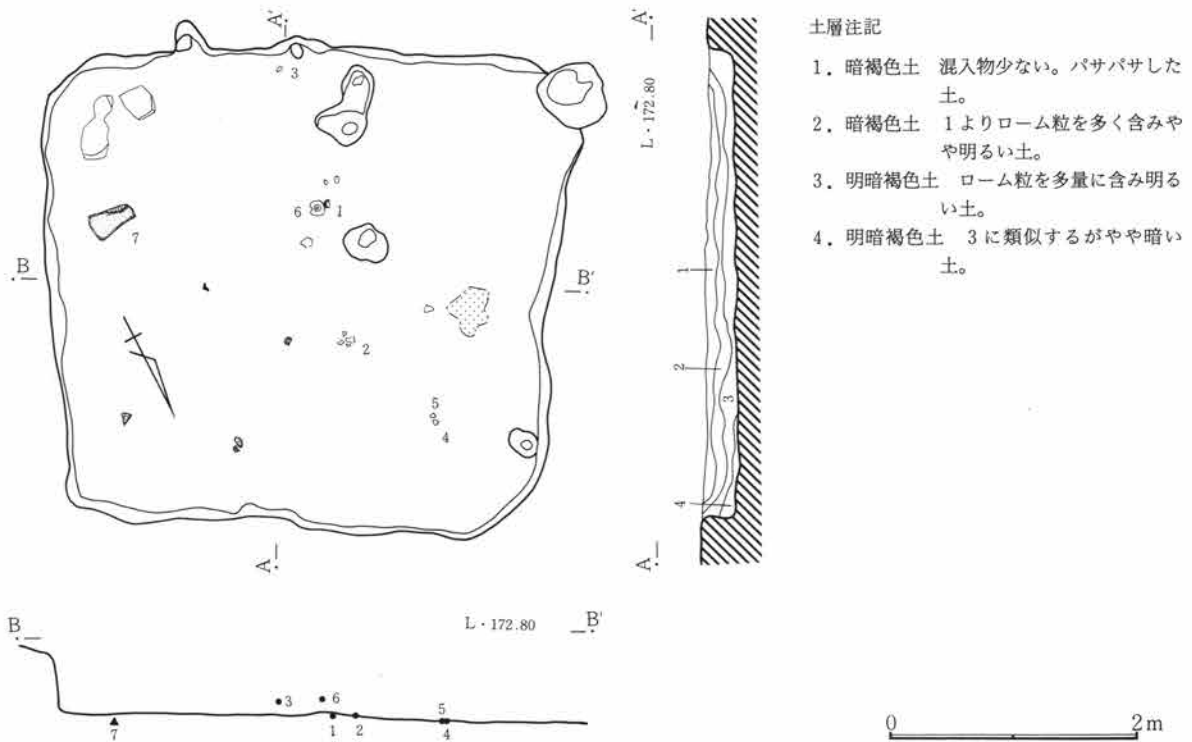 A'
A'
土層注記
3
1. 暗褐色土 混入物少ない。パサパサした
土。
L・172.80
2. 暗褐色土 1よりローム粒を多く含みや
や明るい土。
3. 明暗褐色土 ローム粒を多量に含み明る
い土。
6
1
7
4. 明暗褐色土 3に類似するがやや暗い
土。
B
B'
1
2
2
3
5
4
4
A
A
B
L・172.80
B'
3
6
5
7
1
2
4
0
2m